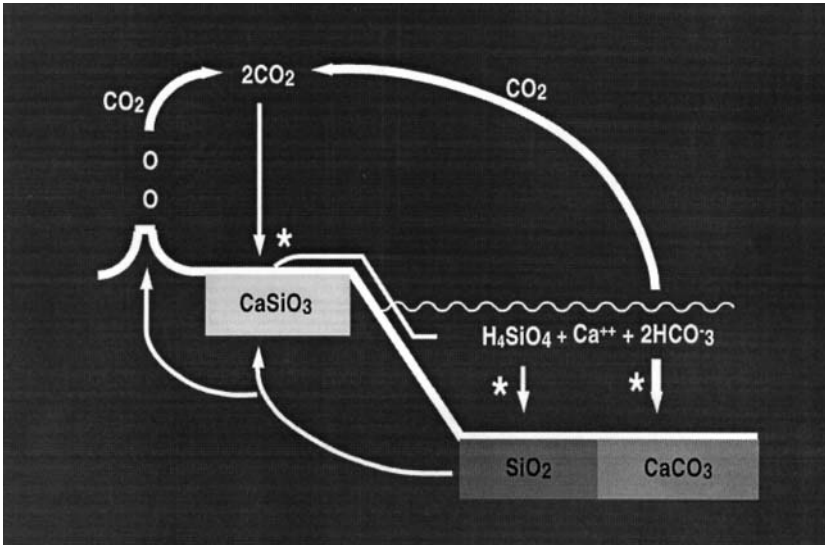 2CO₂
CO₂
CO₂
O
O
*
CaSiO₃
H₄SiO₄ + Ca⁺⁺ + 2HCO⁻₃
* *
SiO₂ CaCO₃